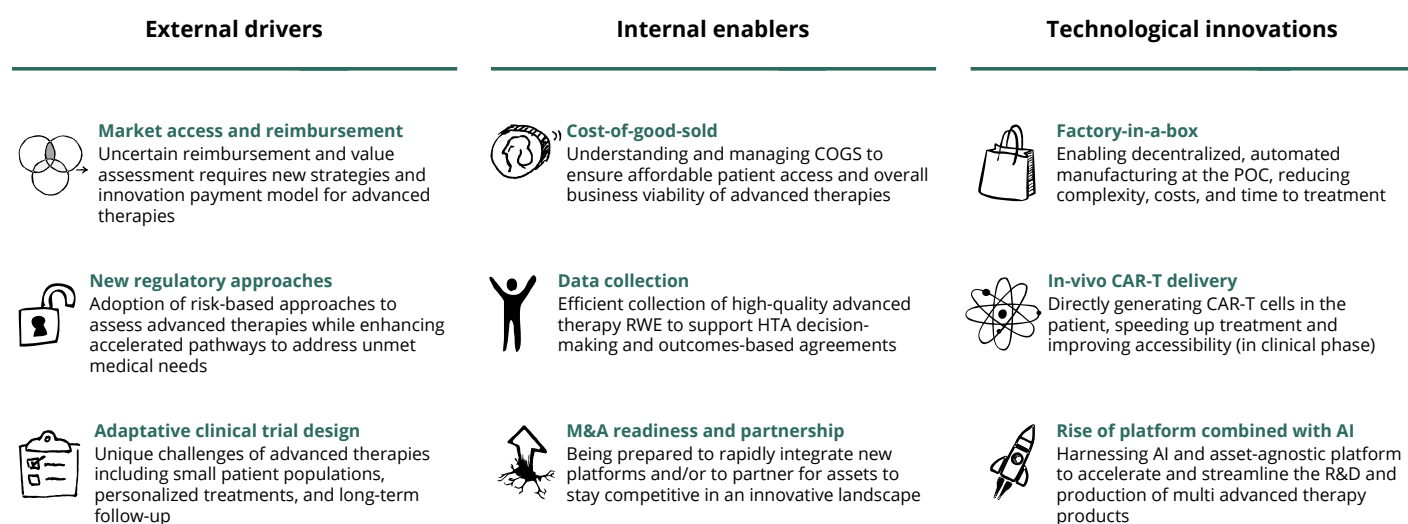 External drivers
Market access and reimbursement
Uncertain reimbursement and value
assessment requires new strategies and
innovation payment model for advanced
therapies
New regulatory approaches
Adoption of risk-based approaches to
assess advanced therapies while enhancing
accelerated pathways to address unmet
medical needs
Adaptative clinical trial design
Unique challenges of advanced therapies
including small patient populations,
personalized treatments, and long-term
follow-up
Internal enablers
Cost-of-good-sold
Understanding and managing COGS to
ensure affordable patient access and overall
business viability of advanced therapies
Data collection
Efficient collection of high-quality advanced
therapy RWE to support HTA decision-
making and outcomes-based agreements
M&A readiness and partnership
Being prepared to rapidly integrate new
platforms and/or to partner for assets to
stay competitive in an innovative landscape
Technological innovations
Factory-in-a-box
Enabling decentralized, automated
manufacturing at the POC, reducing
complexity, costs, and time to treatment
In-vivo CAR-T delivery
Directly generating CAR-T cells in the
patient, speeding up treatment and
improving accessibility (in clinical phase)
Rise of platform combined with AI
Harnessing AI and asset-agnostic platform
to accelerate and streamline the R&D and
production of multi advanced therapy
products